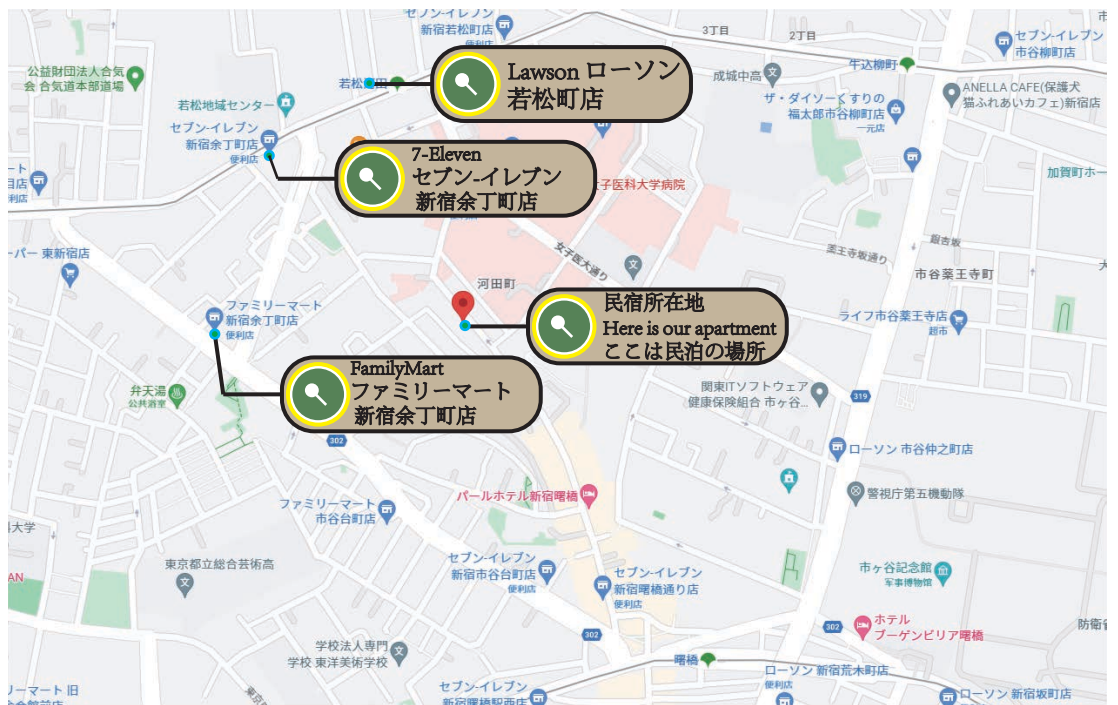 セブン-イレブン
新宿若松町店
3丁目
2丁目
セブン-イレブン
市谷柳町店
公益財団法人合気
会 合気道本部道場
Lawson ローソン
若松町店
成城中高
牛込柳町
ANELLA CAFE(保護犬
猫ふれあいカフェ)新宿店
ザ・ダイソーくすりの
福太郎市谷柳町店
一元店
若松地域センター
セブン-イレブン
新宿余丁町店
便利店
7-Eleven
セブン-イレブン
新宿余丁町店
女子医科大学病院
加賀町ホー
女子医大通り
薬王寺坂通り
銀杏坂
市谷薬王寺町
ーパー 東新宿店
河田町
ファミリーマート
新宿余丁町店
便利店
民宿所在地
Here is our apartment
ここは民泊の場所
ライフ市谷薬王寺店
超市
FamilyMart
ファミリーマート
新宿余丁町店
弁天湯
公共浴室
関東ITソフトウェア
健康保険組合 市ヶ谷...
319
302
ローソン 市谷仲之町店
パールホテル新宿曙橋
警視庁第五機動隊
ファミリーマート
市谷台町店
東京都立総合芸術高
セブン-イレブン
新宿市谷台町店
便利店
セブン-イレブン
新宿曙橋通り店
便利店
市ヶ谷記念館
军事博物馆
302
302
ホテル
ブーゲンビリア曙橋
防衛省
学校法人専門
学校 東洋美術学校
曙橋
ローソン 新宿荒木町店
便利店
セブン-イレブン
新宿曙橋駅西店
ローソン 新宿坂町店
リーマート 旧